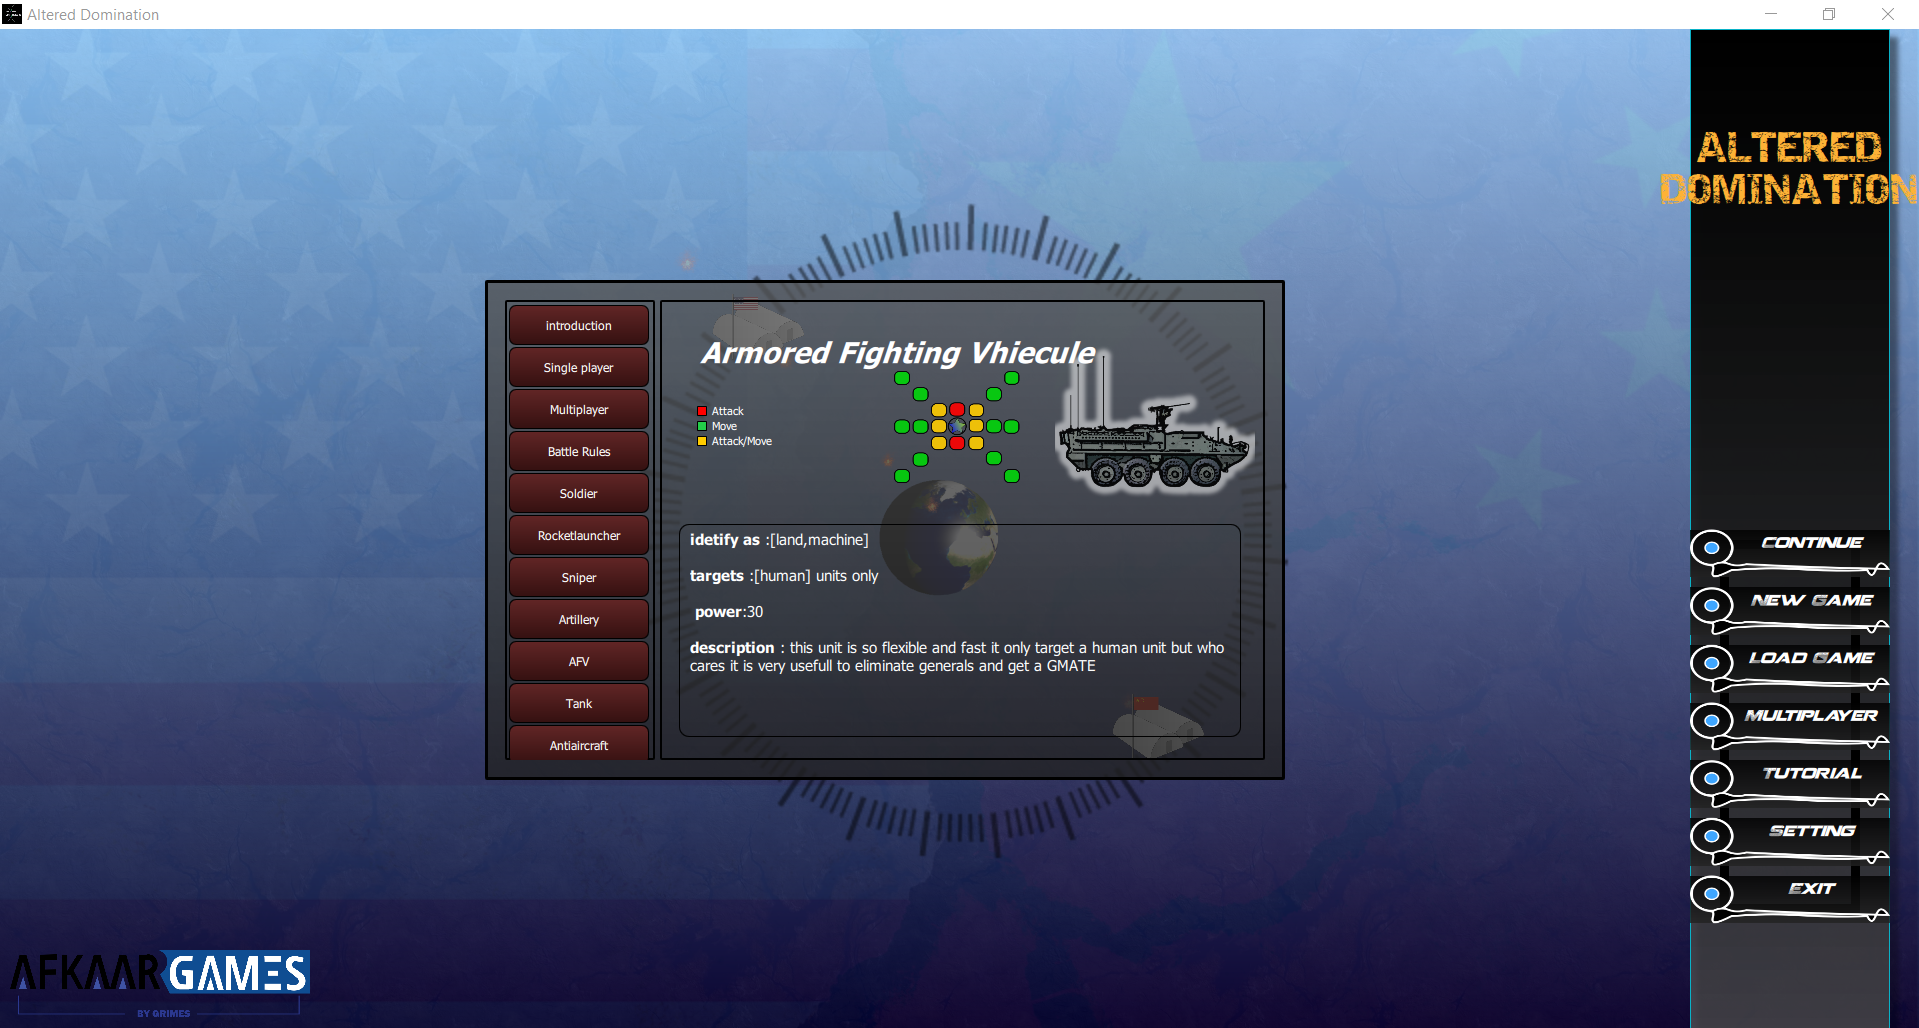 Altered Domination
ALTERED
DOMINATION
introduction
Single player
Multiplayer
Battle Rules
Soldier
Rocketlauncher
Sniper
Artillery
AFV
Tank
Antiaircraft
Armored Fighting Vhiecule
Attack
Move
Attack/Move
idetify as :[land,machine]
targets :[human] units only
power:30
description : this unit is so flexible and fast it only target a human unit but who
cares it is very usefull to eliminate generals and get a GMATE
CONTINUE
NEW GAME
LOAD GAME
MULTIPLAYER
TUTORIAL
SETTING
EXIT
AFKAAR GAMES
BY QRIMES